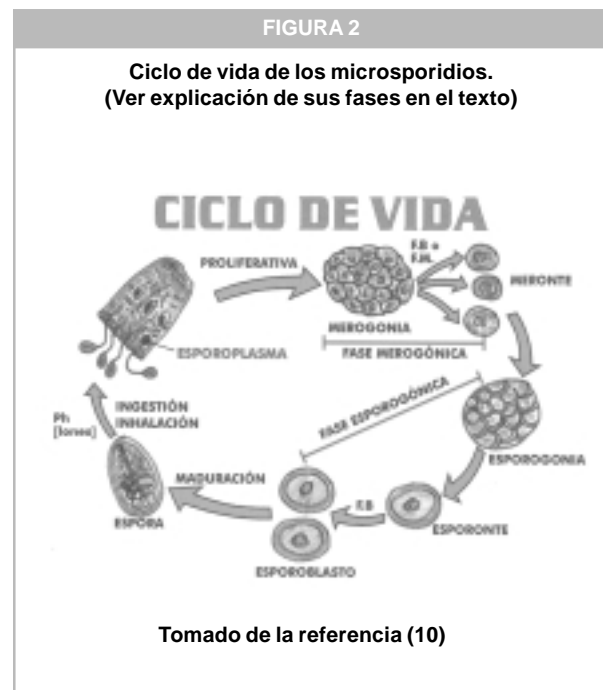 FIGURA 2
Ciclo de vida de los microsporidios.
(Ver explicación de sus fases en el texto)
CICLO DE VIDA
PROLIFERATIVA
F.B o
F.M.
MERONTE
MEROGONIA
FASE MEROGÓNICA
ESPOROPLASMA
INGESTIÓN
INHALACIÓN
Ph
[Iones]
FASE ESPOROGÓNICA
ESPOROGONIA
MADURACIÓN
F.B
ESPORA
ESPORONTE
ESPOROBLASTO
Tomado de la referencia (10)